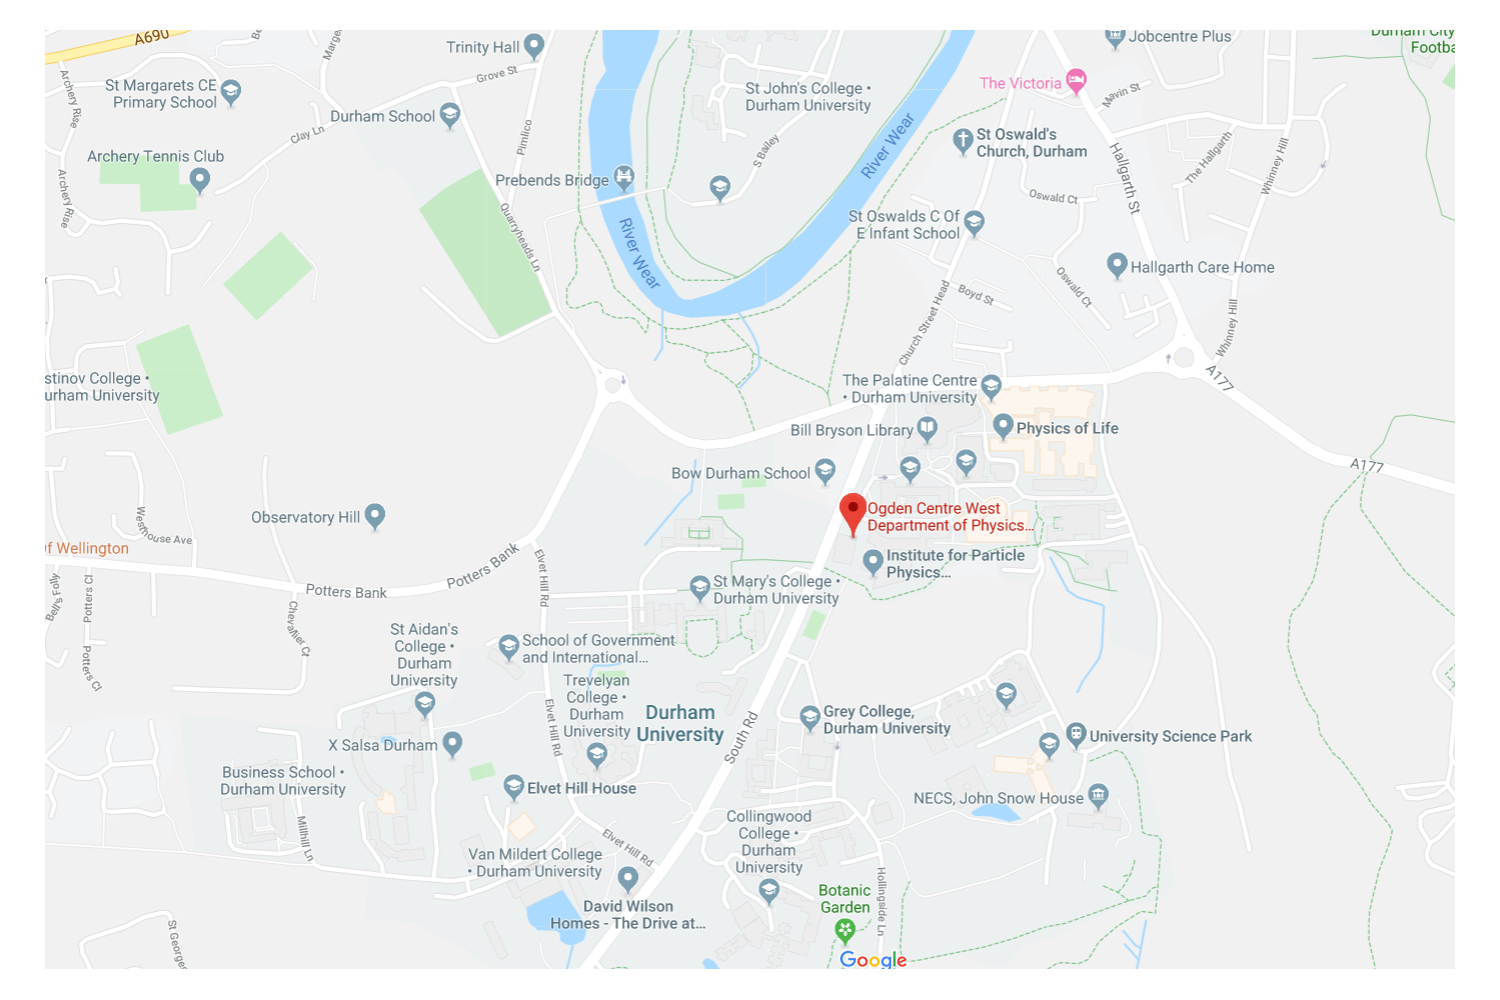 A690
Trinity Hall
Grove St
Jobcentre Plus
Durham City
Footba
Archery Rise
St Margarets CE
Primary School
Durham School
Clay Ln
Pimlico
St John's College •
Durham University
The Victoria
Mavin St
Archery Tennis Club
Prebends Bridge
S Bailey
River Wear
St Oswald's
Church, Durham
Hallgarth St
The Hallgarth
Whinney Hill
Archery Rise
Quarryheads Ln
River Wear
St Oswalds C Of
E Infant School
Oswald Ct
Hallgarth Care Home
Oswald Ct
Boyd St
Church Street Head
Whinney Hill
stinov College •
urham University
The Palatine Centre
• Durham University
A177
Bill Bryson Library
Physics of Life
Bow Durham School
A177
Observatory Hill
Ogden Centre West
Department of Physics...
Westhouse Ave
of Wellington
Institute for Particle
Physics...
Potters Bank
Potters Bank
Elvet Hill Rd
Bell's Folly
Potters Cl
Chevallier Ct
St Mary's College •
Durham University
St Aidan's
College •
Durham
University
School of Government
and International...
Potters Cl
Trevelyan
College •
Durham
University
Durham
University
South Rd
Grey College,
Durham University
Elvet Hill Rd
X Salsa Durham
University Science Park
Business School •
Durham University
Elvet Hill House
NECS, John Snow House
Millhill Ln
Collingwood
College •
Durham
University
Elvet Hill Rd
Van Mildert College
• Durham University
Hollingside Ln
David Wilson
Homes - The Drive at...
Botanic
Garden
St George
Google